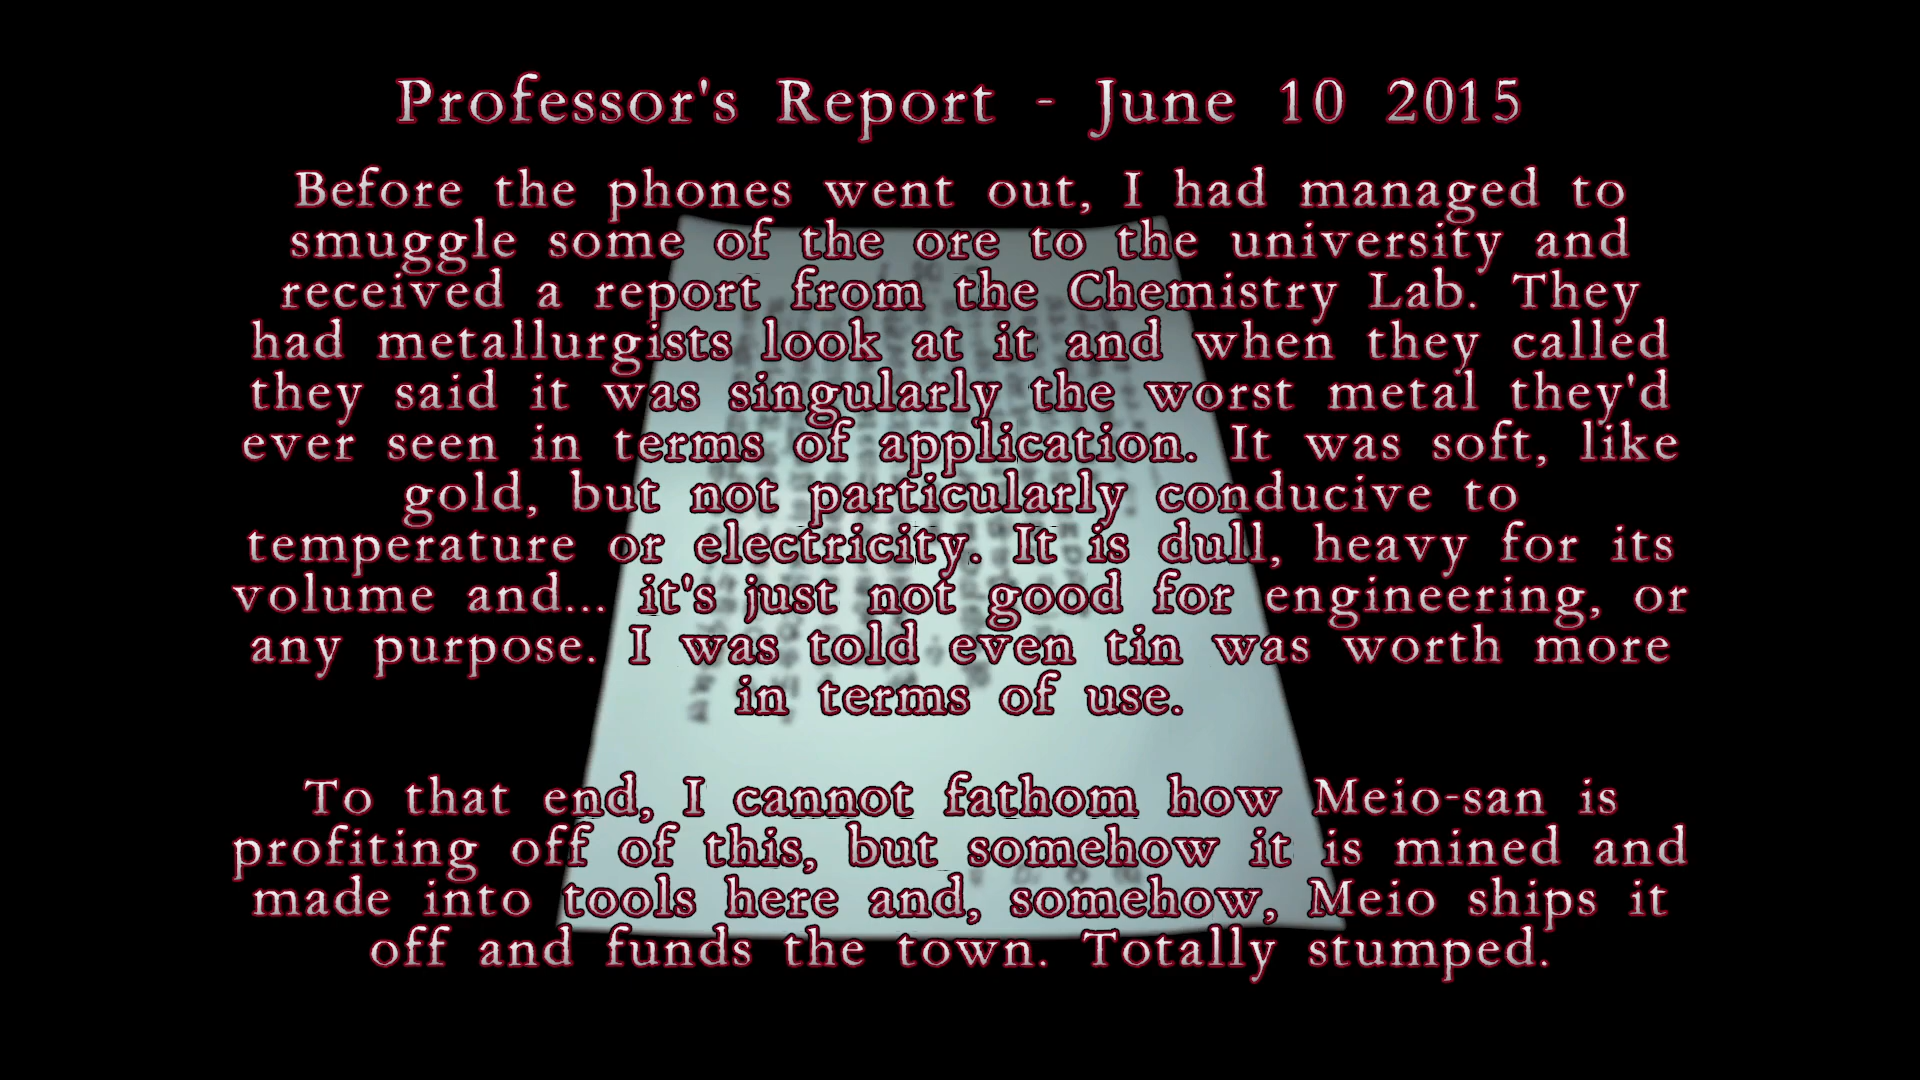 Professor's Report - June 10 2015
Before the phones went out, I had managed to
smuggle some of the ore to the university and
received a report from the Chemistry Lab. They
had metallurgists look at it and when they called
they said it was singularly the worst metal they'd
ever seen in terms of application. It was soft, like
gold, but not particularly conducive to
temperature or electricity. It is dull, heavy for its
volume and... it's just not good for engineering, or
any purpose. I was told even tin was worth more
in terms of use.
To that end, I cannot fathom how Meio-san is
profiting off of this, but somehow it is mined and
made into tools here and, somehow, Meio ships it
off and funds the town. Totally stumped.